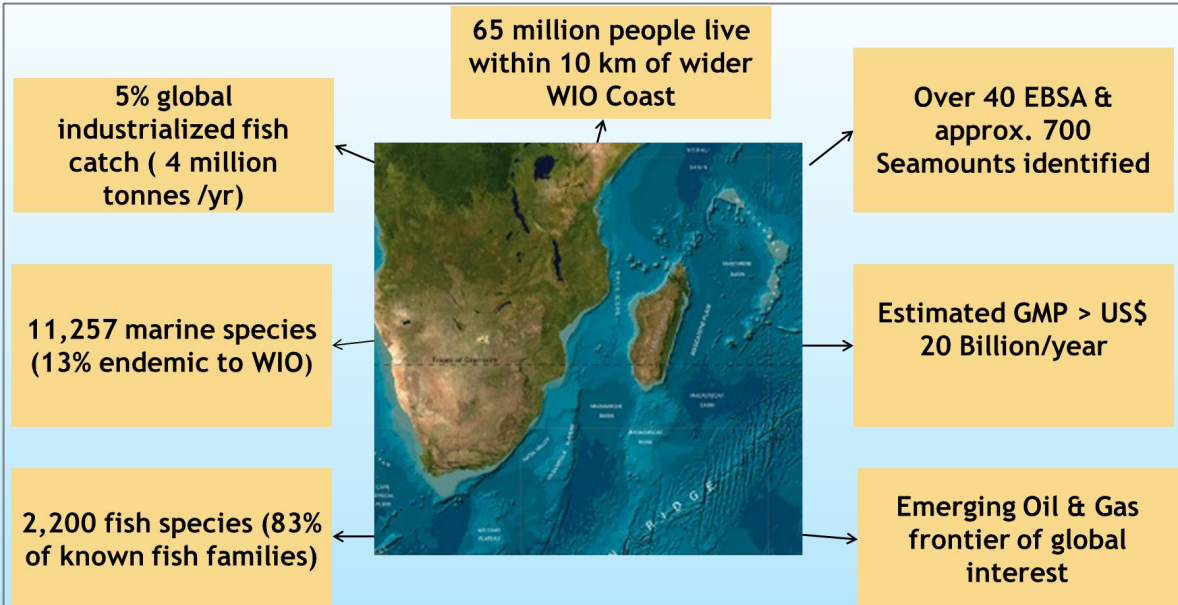 65 million people live
within 10 km of wider
WIO Coast
5% global
industrialized fish
catch ( 4 million
tonnes /yr)
Over 40 EBSA &
approx. 700
Seamounts identified
11,257 marine species
(13% endemic to WIO)
Estimated GMP > US$
20 Billion/year
2,200 fish species (83%
of known fish families)
Emerging Oil & Gas
frontier of global
interest
MASCARENE PLAIN
BASIN
RIDGE